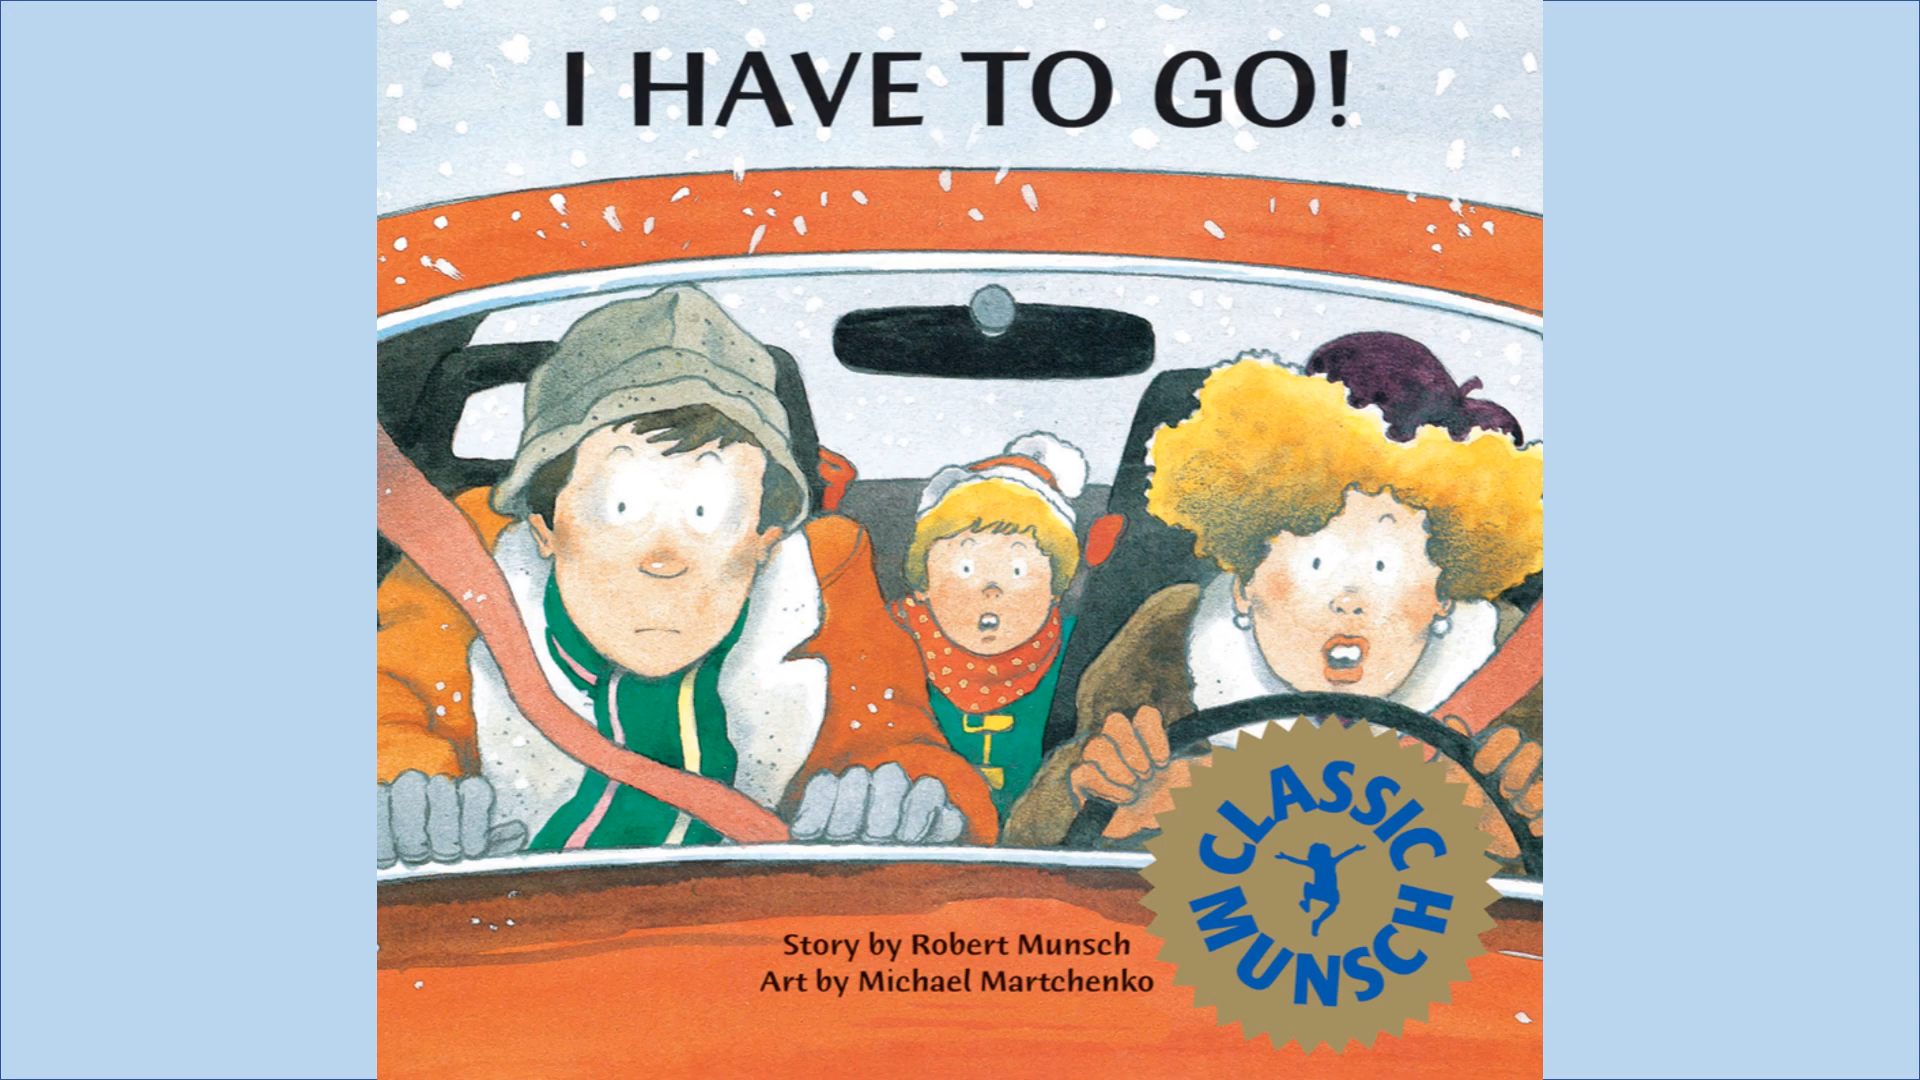 I HAVE TO GO!
Story by Robert Munsch
Art by Michael Martchenko
CLASSIC
MUNSCH